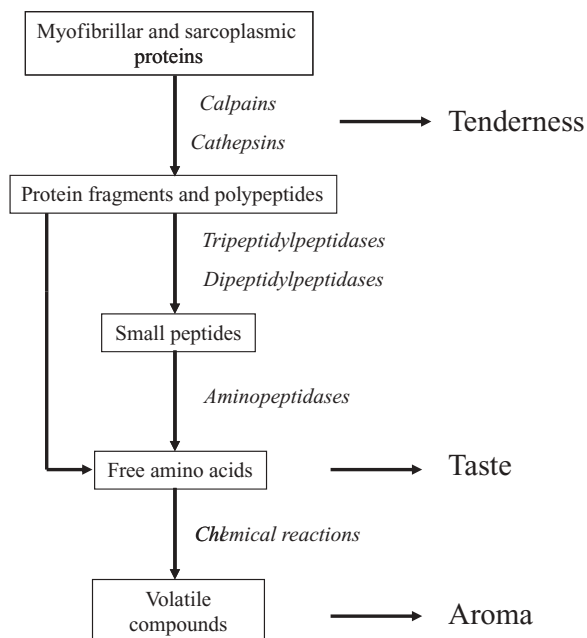 Myofibrillar and sarcoplasmic
proteins
Calpains
Cathepsins
Tenderness
Protein fragments and polypeptides
Tripeptidylpeptidases
Dipeptidylpeptidases
Small peptides
Aminopeptidases
Free amino acids
Taste
Chemical reactions
Volatile
compounds
Aroma